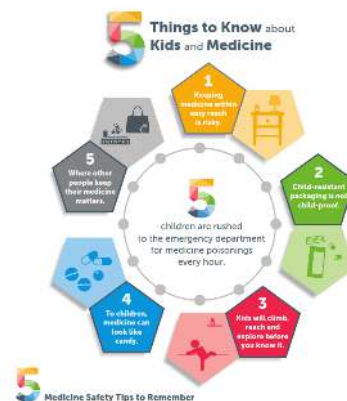 5 Things to Know about
Kids and Medicine
1
Keeping
medicine within
easy reach
is risky.
2
Child-resistant
packaging is not
child-proof.
3
Kids will climb,
reach and
explore before
you know it.
4
To children,
medicine can
look like
candy.
5
Where other
people keep
their medicine
matters.
5
children are rushed
to the emergency department
for medicine poisonings
every hour.
5 Medicine Safety Tips to Remember